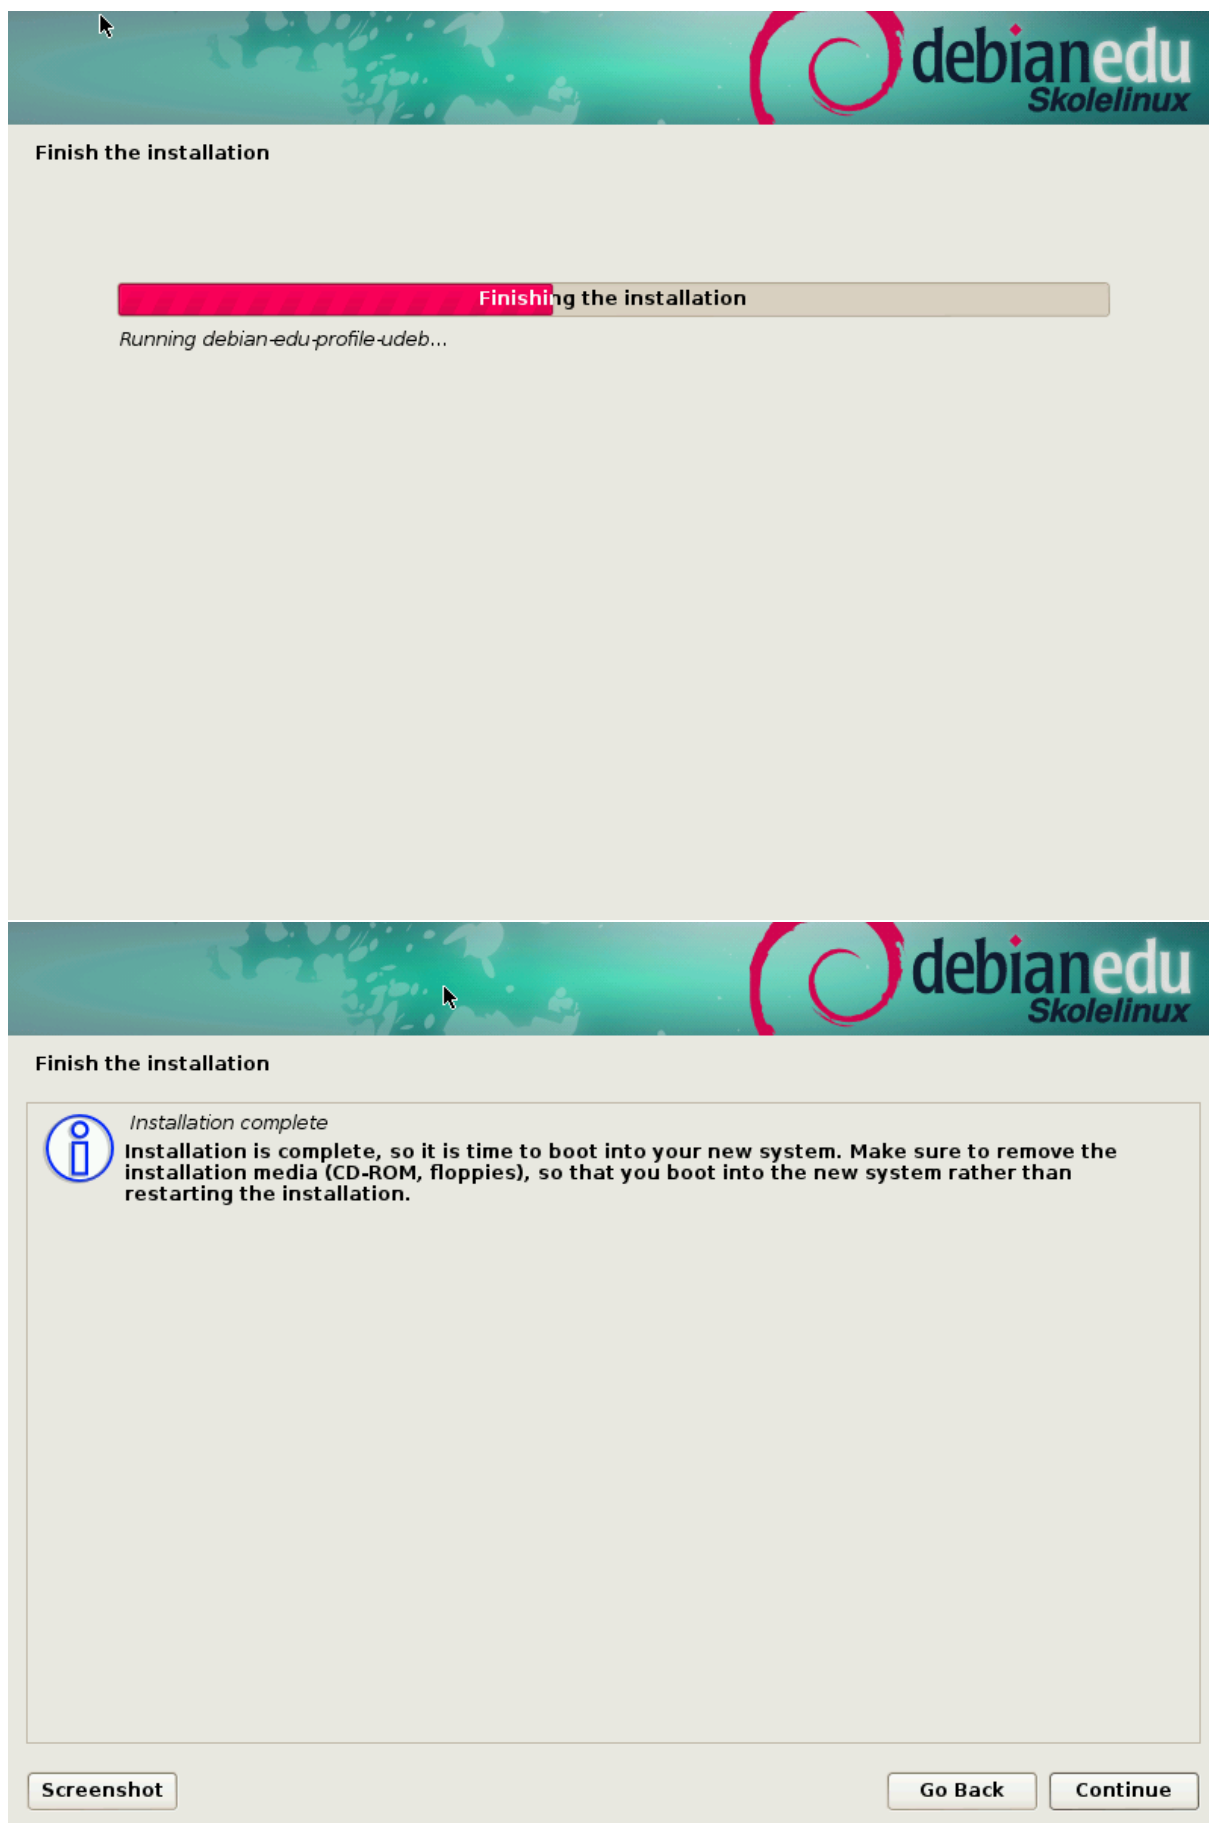 debianedu
Skolelinux
Finish the installation
Finishing the installation
Running debian-edu-profile-udeb...
debianedu
Skolelinux
Finish the installation
Installation complete
Installation is complete, so it is time to boot into your new system. Make sure to remove the
installation media (CD-ROM, floppies), so that you boot into the new system rather than
restarting the installation.
Screenshot
Go Back
Continue